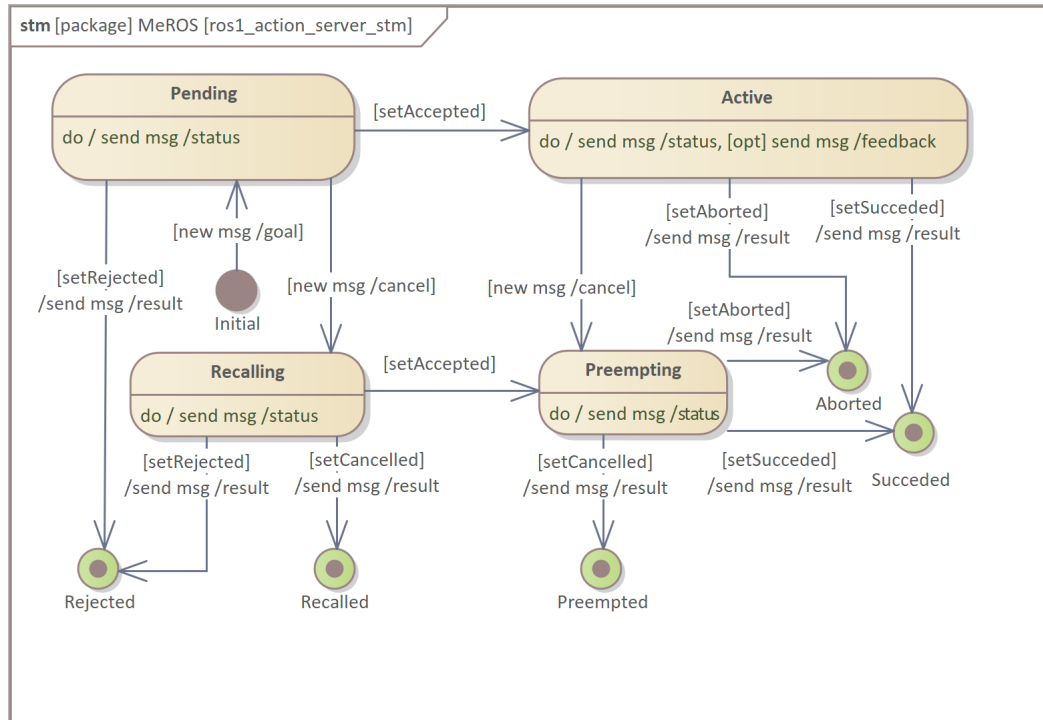 stm [package] MeROS [ros1_action_server_stm]
Pending
do / send msg /status
[setAccepted]
Active
do / send msg /status, [opt] send msg /feedback
[new msg /goal]
[setRejected]
/send msg /result
Initial
[new msg /cancel]
[new msg /cancel]
[setAborted]
/send msg /result
[setSucceded]
/send msg /result
Recalling
do / send msg /status
[setAccepted]
Preempting
do / send msg /status
[setAborted]
/send msg /result
Aborted
[setRejected]
/send msg /result
[setCancelled]
/send msg /result
[setCancelled]
/send msg /result
[setSucceded]
/send msg /result
Succeded
Rejected
Recalled
Preempted